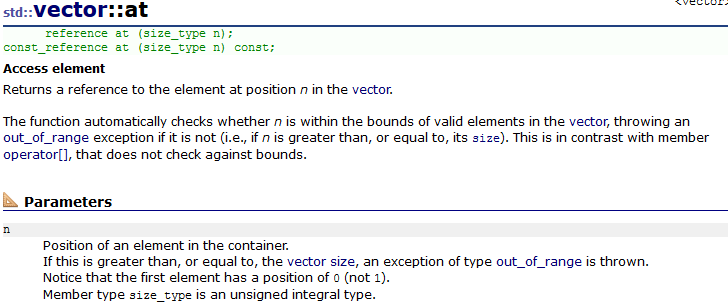 <vector>
std::vector::at
reference at (size_type n);
const_reference at (size_type n) const;
Access element
Returns a reference to the element at position n in the vector.
The function automatically checks whether n is within the bounds of valid elements in the vector, throwing an
out_of_range exception if it is not (i.e., if n is greater than, or equal to, its size). This is in contrast with member
operator[], that does not check against bounds.
Parameters
n
Position of an element in the container.
If this is greater than, or equal to, the vector size, an exception of type out_of_range is thrown.
Notice that the first element has a position of 0 (not 1).
Member type size_type is an unsigned integral type.